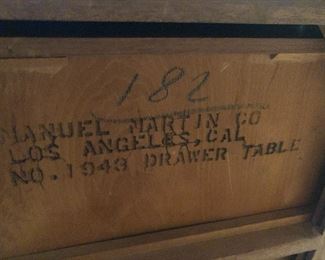 182
MANUEL MARTIN CO
LOS ANGELES, CAL
NO. 1943 DRAWER TABLE